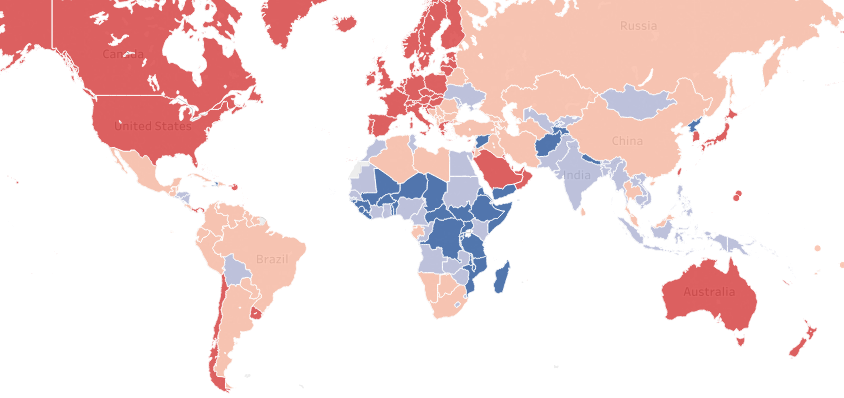 Russia
Canada
United States
China
India
Brazil
Australia